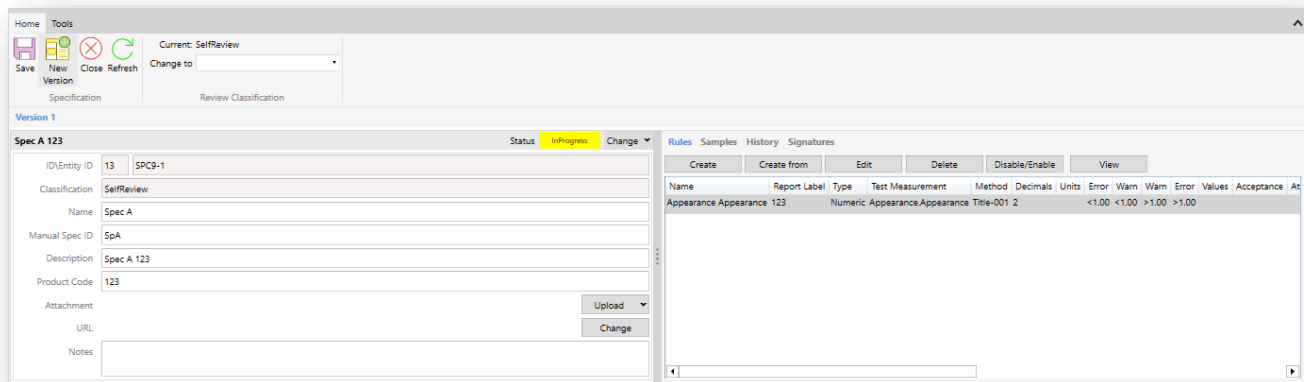 Home Tools
Current: SelfReview
Change to
Save New Version Close Refresh
Specification Review Classification
Version 1
Spec A 123 Status InProgress Change
ID\Entity ID 13 SPC9-1
Classification SelfReview
Name Spec A
Manual Spec ID SpA
Description Spec A 123
Product Code 123
Attachment Upload
URL Change
Notes
Rules Samples History Signatures
Create Create from Edit Delete Disable/Enable View
Name Report Label Type Test Measurement Method Decimals Units Error Warn Warn Error Values Acceptance At
Appearance Appearance 123 Numeric Appearance.Appearance Title-001 2 <1.00 <1.00 >1.00 >1.00